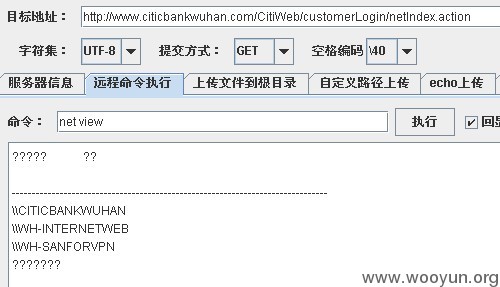 目标地址： http://www.citicbankwuhan.com/CitiWeb/customerLogin/netIndex.action
字符集： UTF-8 提交方式： GET 空格编码 \40
服务器信息 远程命令执行 上传文件到根目录 自定义路径上传 echo上传
命令： net view 执行 回显
????? ??
-------------------------------------------------------------------------------
\\CITICBANKWUHAN
\\WH-INTERNETWEB
\\WH-SANFORVPN
???????
www.wooyun.org